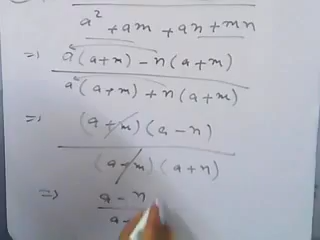 a² + am + an + mn
=> a(a+m) - n(a+m)
a(a+m) + n(a+m)
=> (a+m)(a-n)
(a+m)(a+n)
=> a-n
a